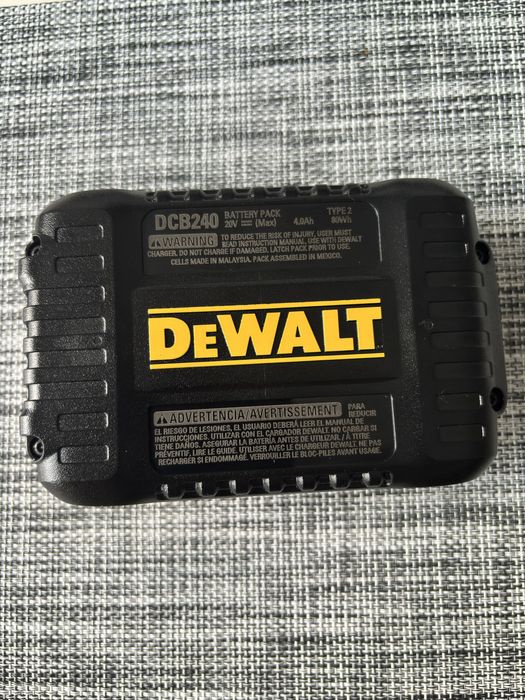 DCB240 BATTERY PACK TYPE 2
20V (Max) 4.0Ah 80Wh
WARNING TO REDUCE THE RISK OF INJURY, USER MUST
READ INSTRUCTION MANUAL. USE WITH DEWALT
CHARGER. DO NOT CHARGE IF DAMAGED. LATCH PACK PRIOR TO USE.
CELLS MADE IN MALAYSIA. PACK ASSEMBLED IN MEXICO.
DEWALT
ADVERTENCIA/AVERTISSEMENT PARA REDUCIR
EL RIESGO DE LESIONES, EL USUARIO DEBERÁ LEER EL MANUAL DE
INSTRUCCIONES. UTILIZAR CON EL CARGADOR DEWALT. NO CARGAR SI
TIENE DAÑOS. ASEGURAR LA BATERÍA ANTES DE UTILIZAR. / À TITRE
PRÉVENTIF, LIRE LE GUIDE. UTILISER AVEC LE CHARGEUR DEWALT. NE PAS
RECHARGER SI ENDOMMAGÉ. VERROUILLER LE BLOC-PILES AVANT USAGE.